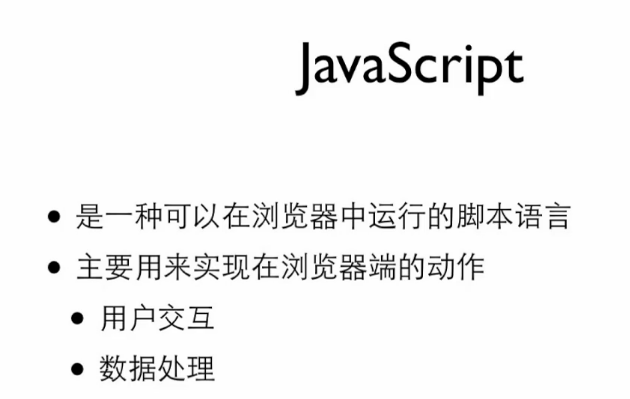 JavaScript
• 是一种可以在浏览器中运行的脚本语言
• 主要用来实现在浏览器端的动作
• 用户交互
• 数据处理